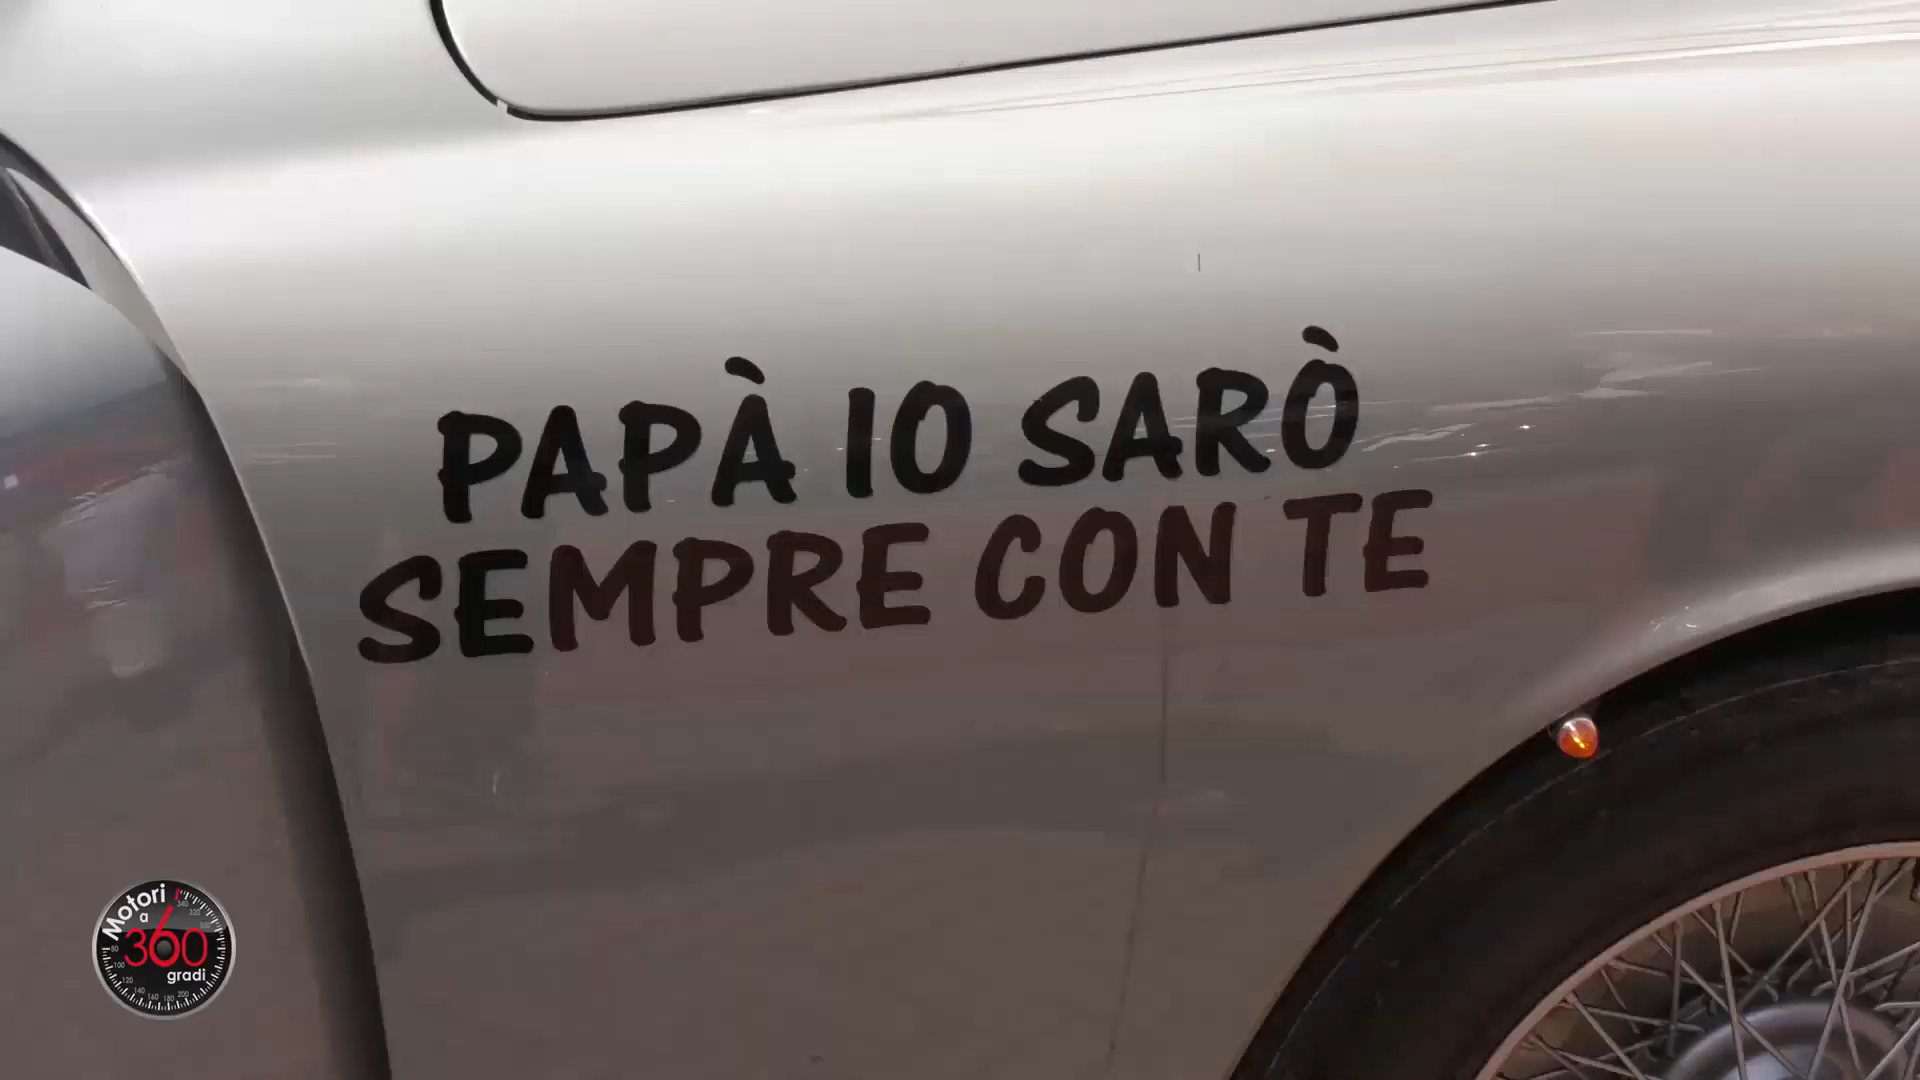 PAPÀ IO SARÒ
SEMPRE CON TE
Motori
a
360
gradi